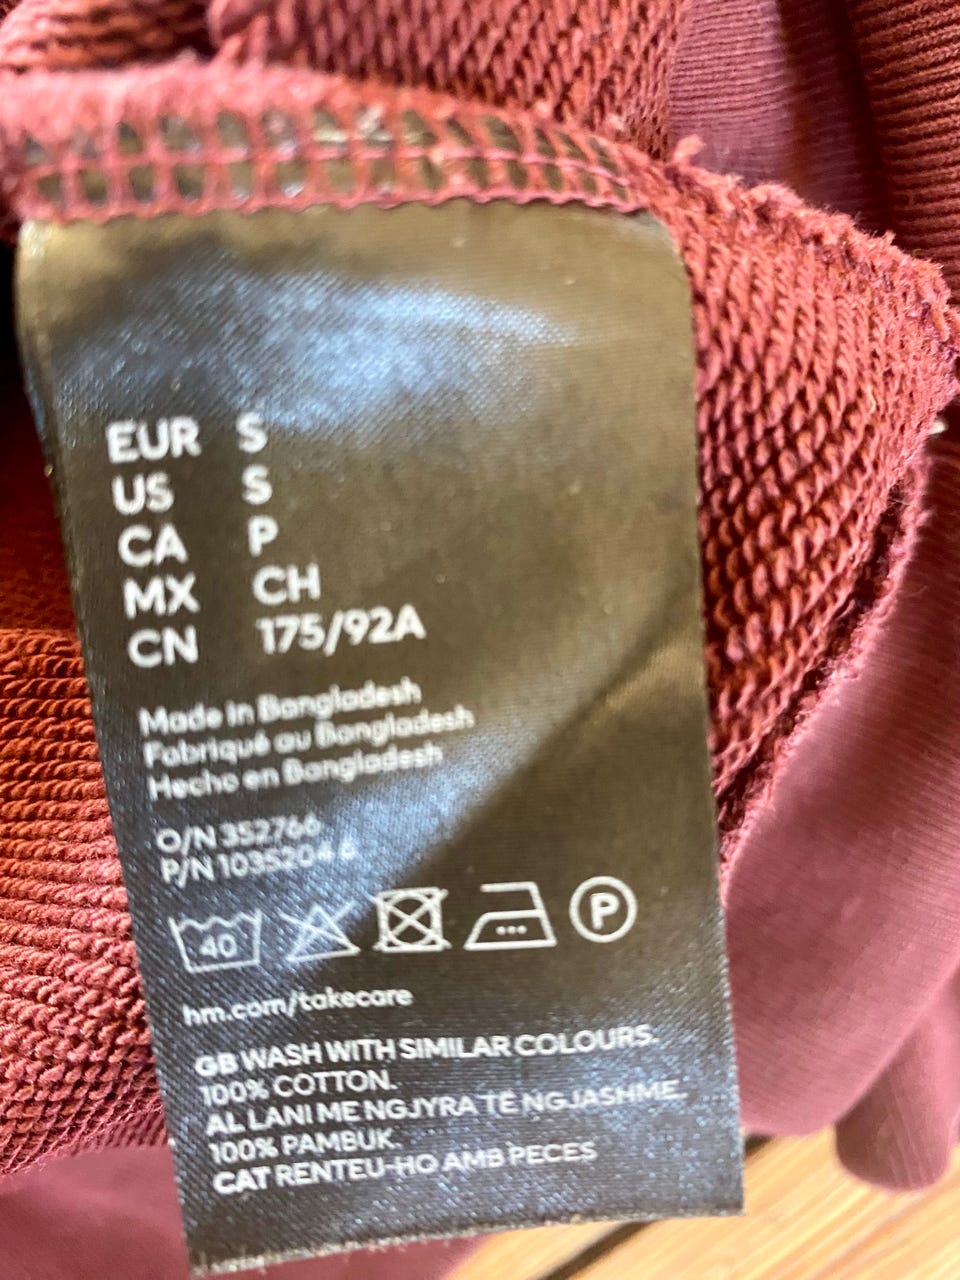 EUR S
US S
CA P
MX CH
CN 175/92A
Made in Bangladesh
Fabriqué au Bangladesh
Hecho en Bangladesh
O/N 352766
P/N 1035204 6
40
P
hm.com/takecare
GB WASH WITH SIMILAR COLOURS.
100% COTTON.
AL LANI ME NGJYRA TË NGJASHME.
100% PAMBUK.
CAT RENTEU-HO AMB PECES